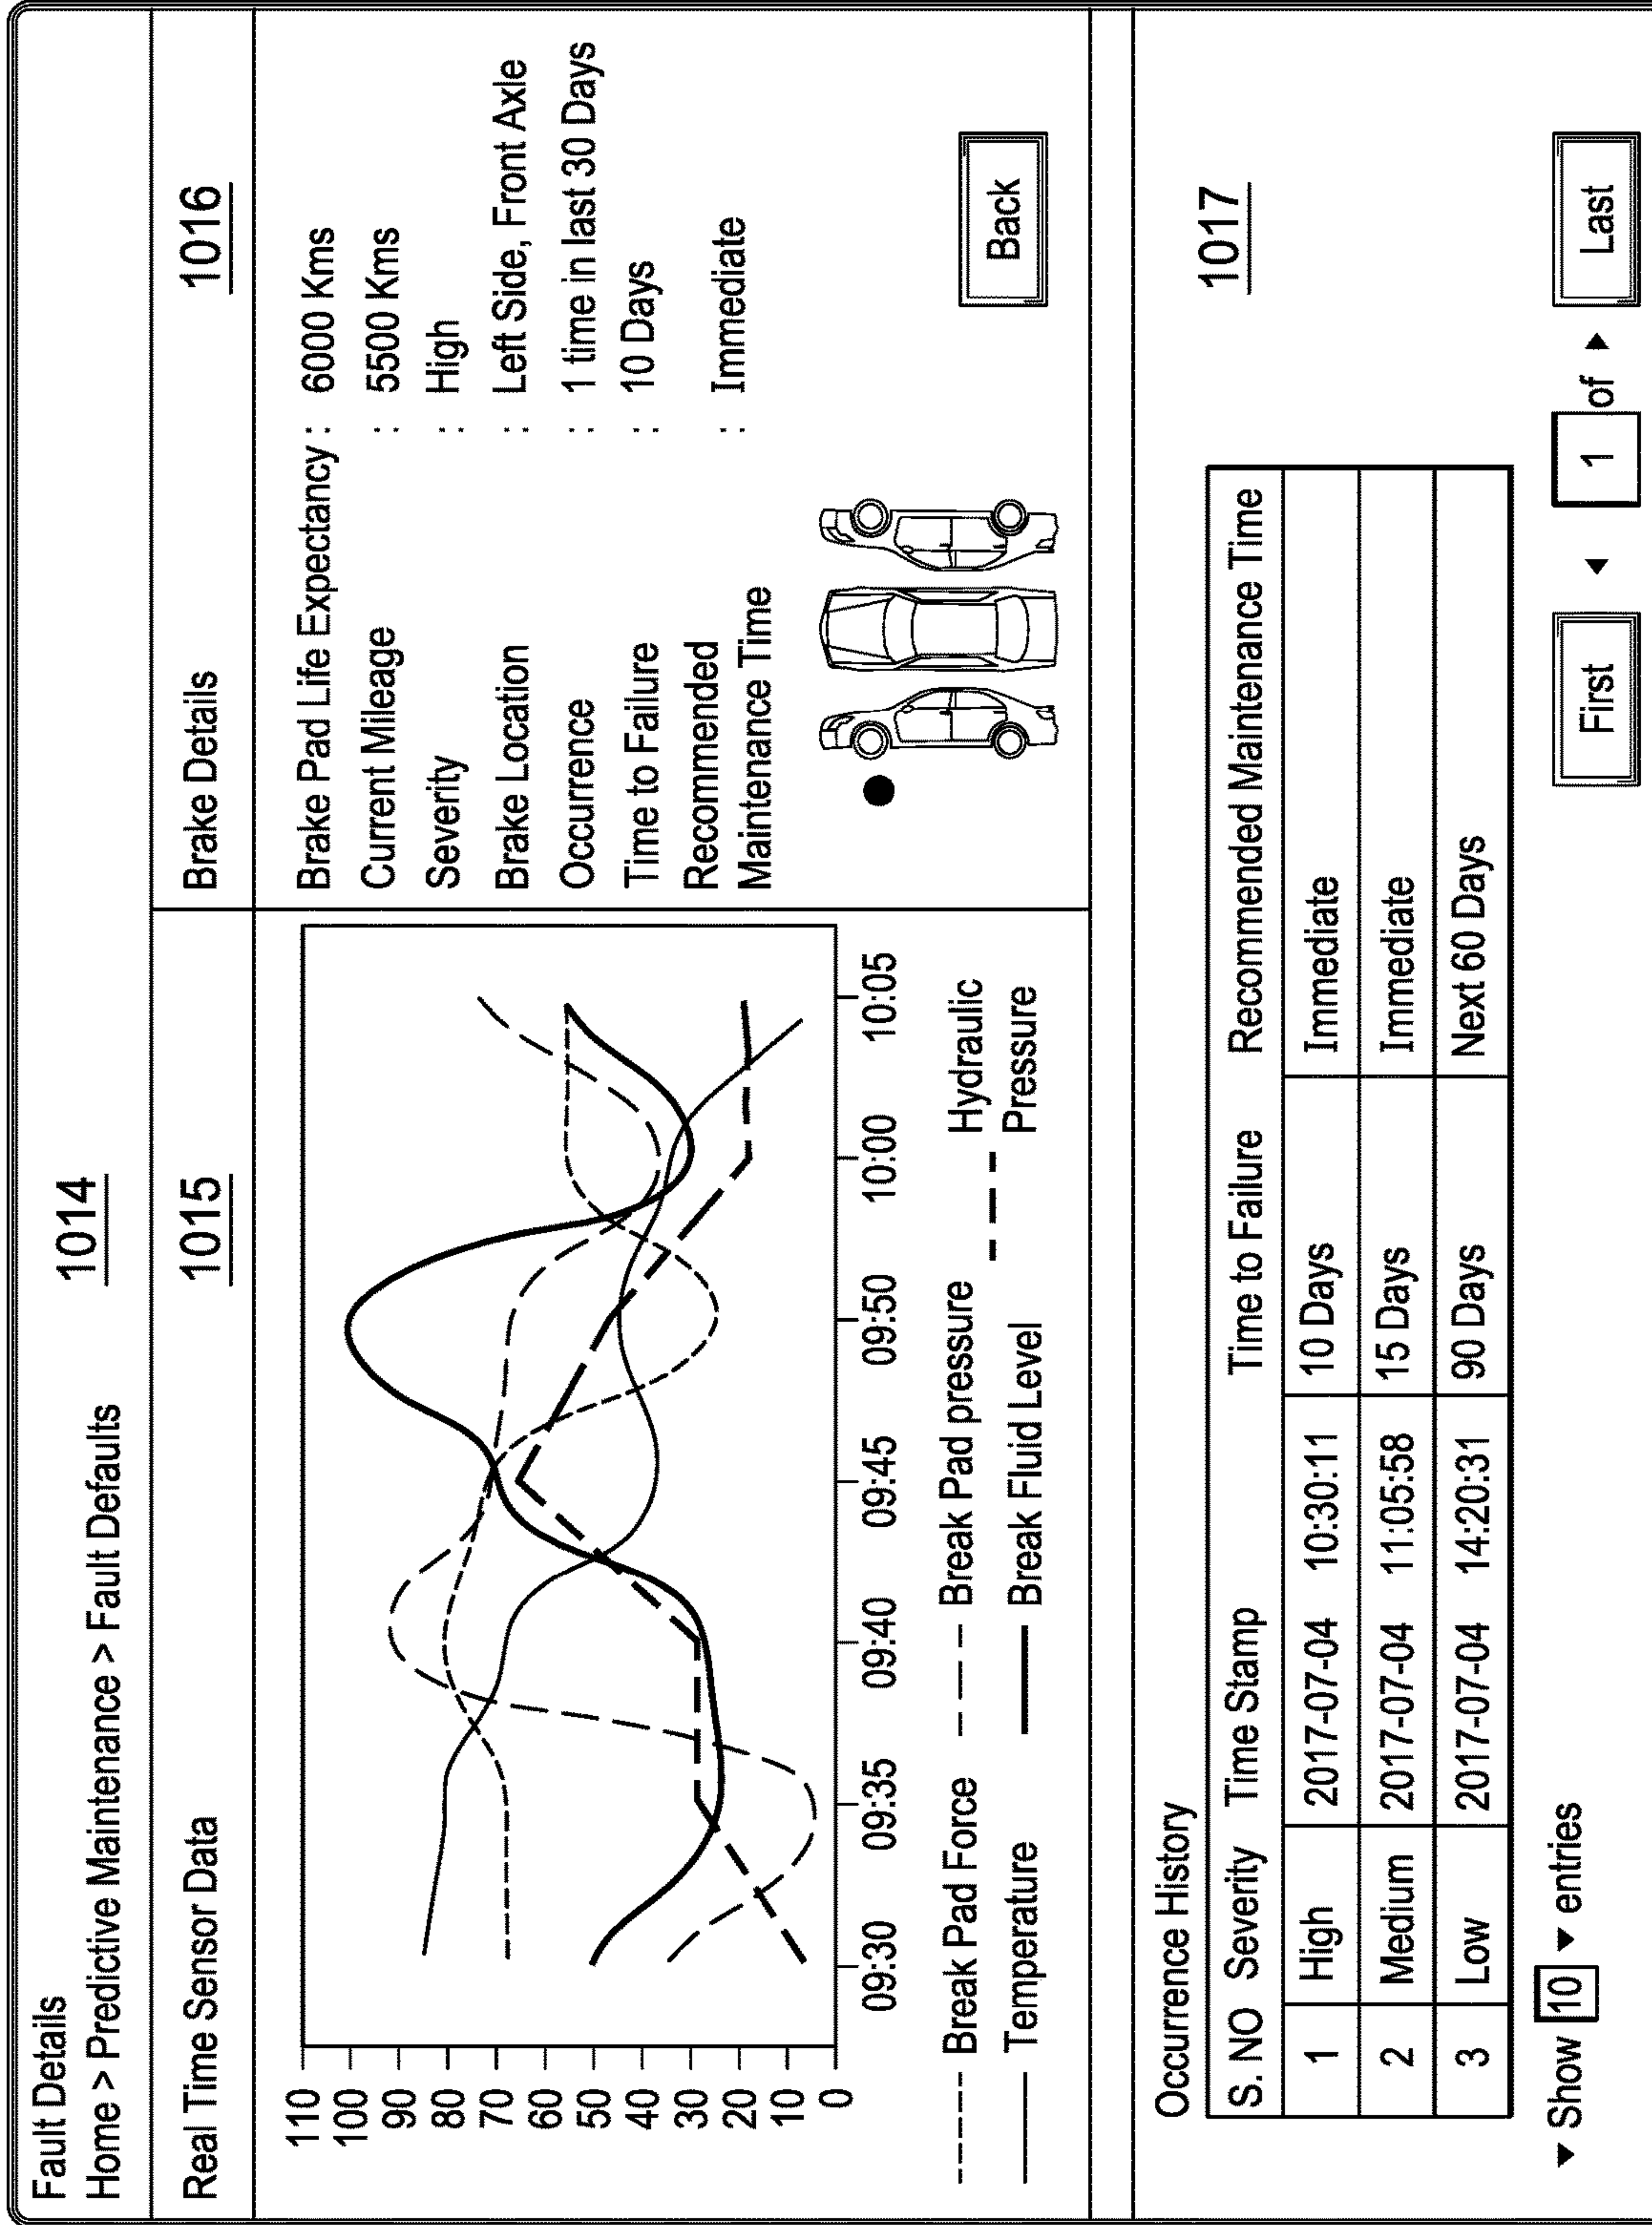 Fault Details
Home > Predictive Maintenance > Fault Defaults 1014
Real Time Sensor Data 1015
110
100
90
80
70
60
50
40
30
20
10
0
09:30 09:35 09:40 09:45 09:50 10:00 10:05
Break Pad Force Break Pad pressure Hydraulic
Temperature Break Fluid Level Pressure
Brake Details 1016
Brake Pad Life Expectancy : 6000 Kms
Current Mileage : 5500 Kms
Severity : High
Brake Location : Left Side, Front Axle
Occurrence : 1 time in last 30 Days
Time to Failure : 10 Days
Recommended
Maintenance Time : Immediate
Back
Occurrence History 1017
S. NO Severity Time Stamp Time to Failure Recommended Maintenance Time
1 High 2017-07-04 10:30:11 10 Days Immediate
2 Medium 2017-07-04 11:05:58 15 Days Immediate
3 Low 2017-07-04 14:20:31 90 Days Next 60 Days
Show 10 entries First 1 of Last